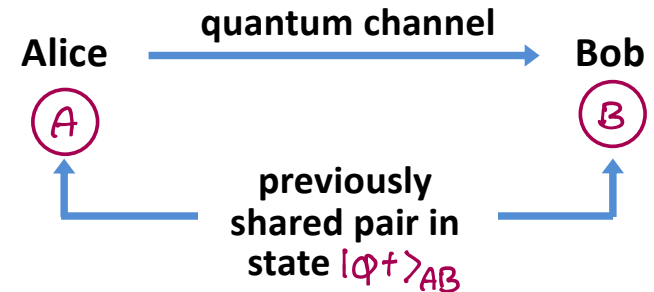 quantum channel
Alice
Bob
A
B
previously
shared pair in
state |φ+>AB